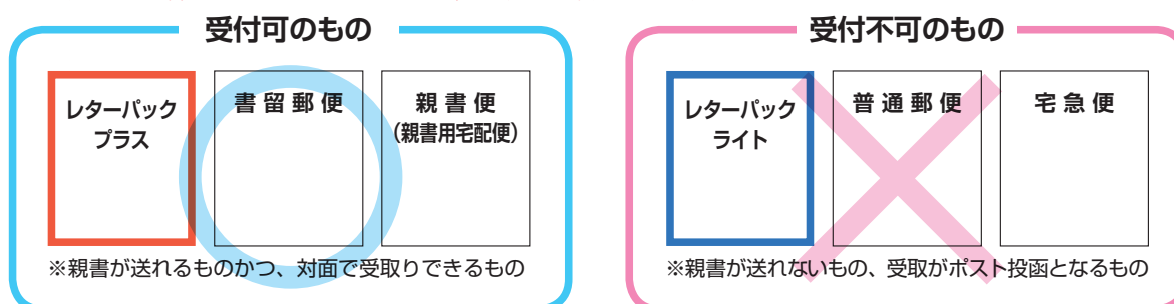 受付可のもの
レターパック
プラス
書留郵便
親書便
（親書用宅配便）
※親書が送れるものかつ、対面で受取りできるもの
受付不可のもの
レターパック
ライト
普通郵便
宅急便
※親書が送れないもの、受取がポスト投函となるもの